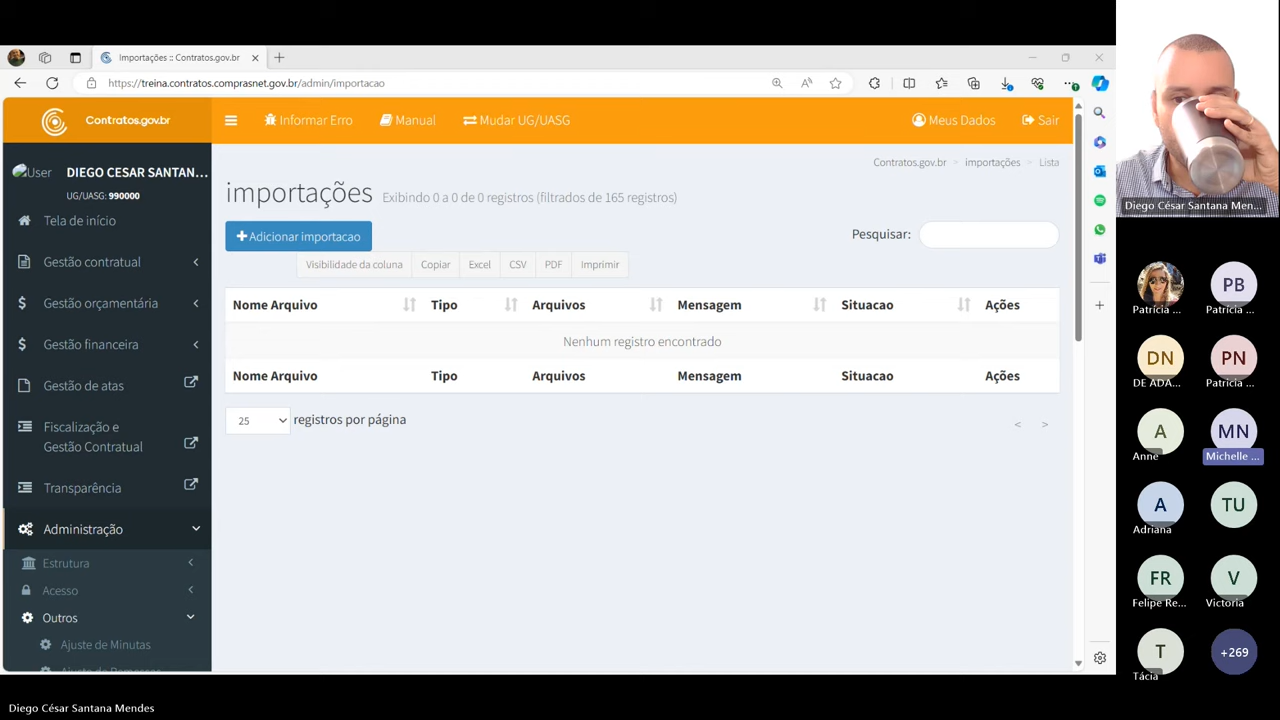 Importações :: Contratos.gov.br
https://treina.contratos.comprasnet.gov.br/admin/importacao
Contratos.gov.br
Informar Erro
Manual
Mudar UG/UASG
Meus Dados
Sair
User
DIEGO CESAR SANTAN...
UG/UASG: 990000
Tela de início
Gestão contratual
Gestão orçamentária
Gestão financeira
Gestão de atas
Fiscalização e
Gestão Contratual
Transparência
Administração
Estrutura
Acesso
Outros
Ajuste de Minutas
Ajuste de Remessas
Contratos.gov.br > importações > Lista
importações Exibindo 0 a 0 de 0 registros (filtrados de 165 registros)
+Adicionar importacao
Pesquisar:
Visibilidade da coluna Copiar Excel CSV PDF Imprimir
Nome Arquivo Tipo Arquivos Mensagem Situacao Ações
Nenhum registro encontrado
Nome Arquivo Tipo Arquivos Mensagem Situacao Ações
25 registros por página
< >
Diego César Santana Men...
Patrícia ...
PB
Patrícia ...
DN
DE ADA...
PN
Patrícia ...
A
Anne
MN
Michelle ...
A
Adriana
TU
FR
Felipe Re...
V
Victoria
T
Tácia
+269
Diego César Santana Mendes